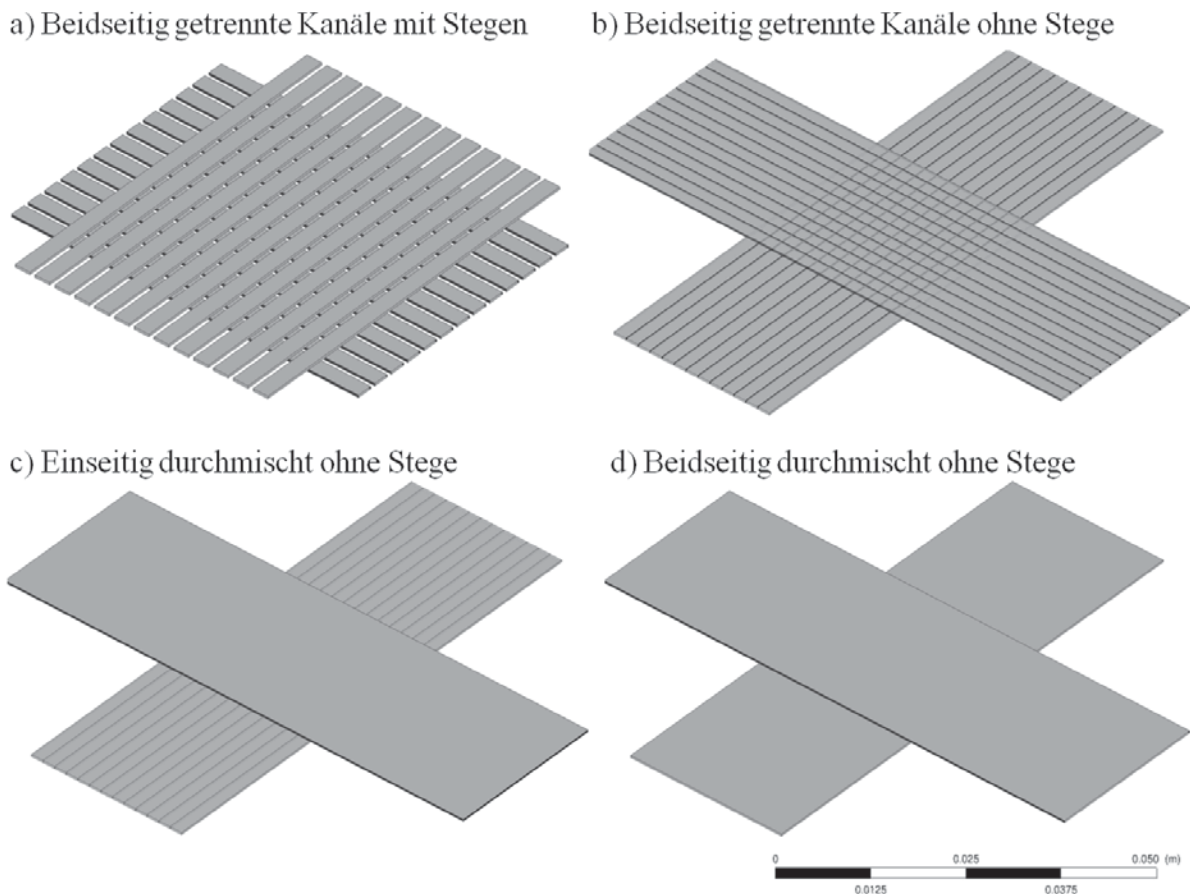 a) Beidseitig getrennte Kanäle mit Stegen
b) Beidseitig getrennte Kanäle ohne Stege
c) Einseitig durchmischt ohne Stege
d) Beidseitig durchmischt ohne Stege
0 0.025 0.050 (m)
0.0125 0.0375